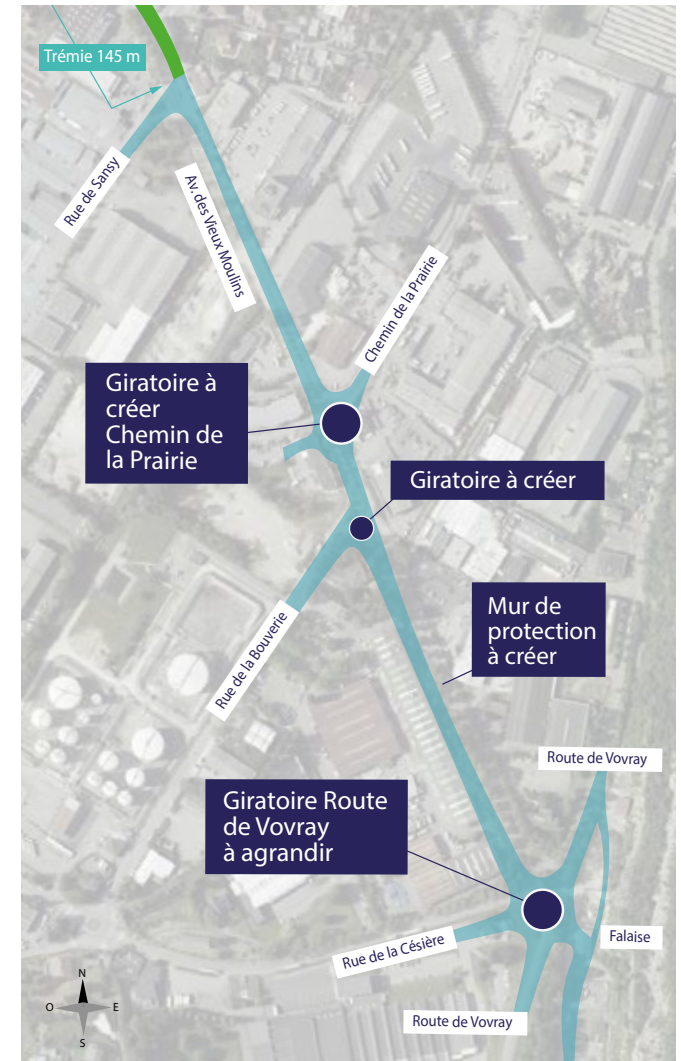 Trémie 145 m
Rue de Sansy
Av. des Vieux Moulins
Chemin de la Prairie
Giratoire à
créer
Chemin de
la Prairie
Giratoire à créer
Mur de
protection
à créer
Rue de la Bouverie
Route de Vovray
Giratoire Route
de Vovray
à agrandir
Falaise
Rue de la Césière
Route de Vovray
N
O
E
S